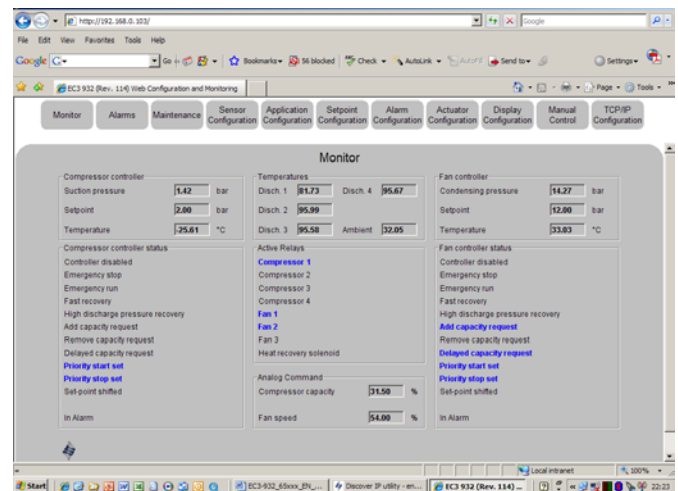 http://192.168.0.103/
Google
File Edit View Favorites Tools Help
Google G Go Bookmarks 56 blocked Check AutoLink AutoFill Send to Settings
EC3 932 (Rev. 114) Web Configuration and Monitoring
Page Tools
Monitor Alarms Maintenance Sensor Configuration Application Configuration Setpoint Configuration Alarm Configuration Actuator Configuration Display Configuration Manual Control TCP/IP Configuration
Monitor
Compressor controller
Suction pressure 1.42 bar
Setpoint 2.00 bar
Temperature -25.61 °C
Temperatures
Disch. 1 81.73 Disch. 4 95.67
Disch. 2 95.99
Disch. 3 95.58 Ambient 32.05
Fan controller
Condensing pressure 14.27 bar
Setpoint 12.00 bar
Temperature 33.03 °C
Compressor controller status
Controller disabled
Emergency stop
Emergency run
Fast recovery
High discharge pressure recovery
Add capacity request
Remove capacity request
Delayed capacity request
Priority start set
Priority stop set
Set-point shifted
In Alarm
Active Relays
Compressor 1
Compressor 2
Compressor 3
Compressor 4
Fan 1
Fan 2
Fan 3
Heat recovery solenoid
Analog Command
Compressor capacity 31.50 %
Fan speed 54.00 %
Fan controller status
Controller disabled
Emergency stop
Emergency run
Fast recovery
High discharge pressure recovery
Add capacity request
Remove capacity request
Delayed capacity request
Priority start set
Priority stop set
Set-point shifted
In Alarm
Local intranet 100%
Start EC3-932_65xxx_EN_... Discover IP utility - en... EC3 932 (Rev. 114) ... 22:23